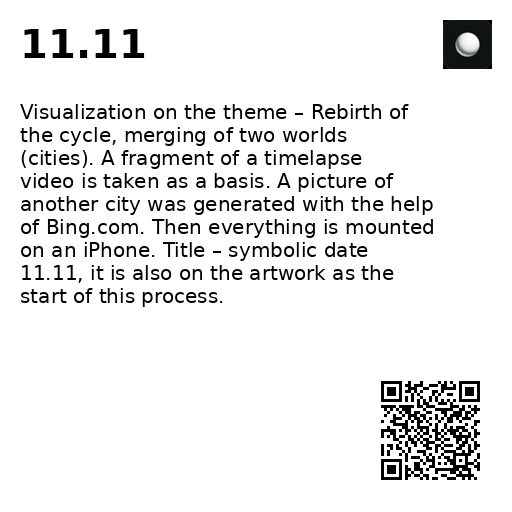 11.11
Visualization on the theme – Rebirth of
the cycle, merging of two worlds
(cities). A fragment of a timelapse
video is taken as a basis. A picture of
another city was generated with the help
of Bing.com. Then everything is mounted
on an iPhone. Title – symbolic date
11.11, it is also on the artwork as the
start of this process.